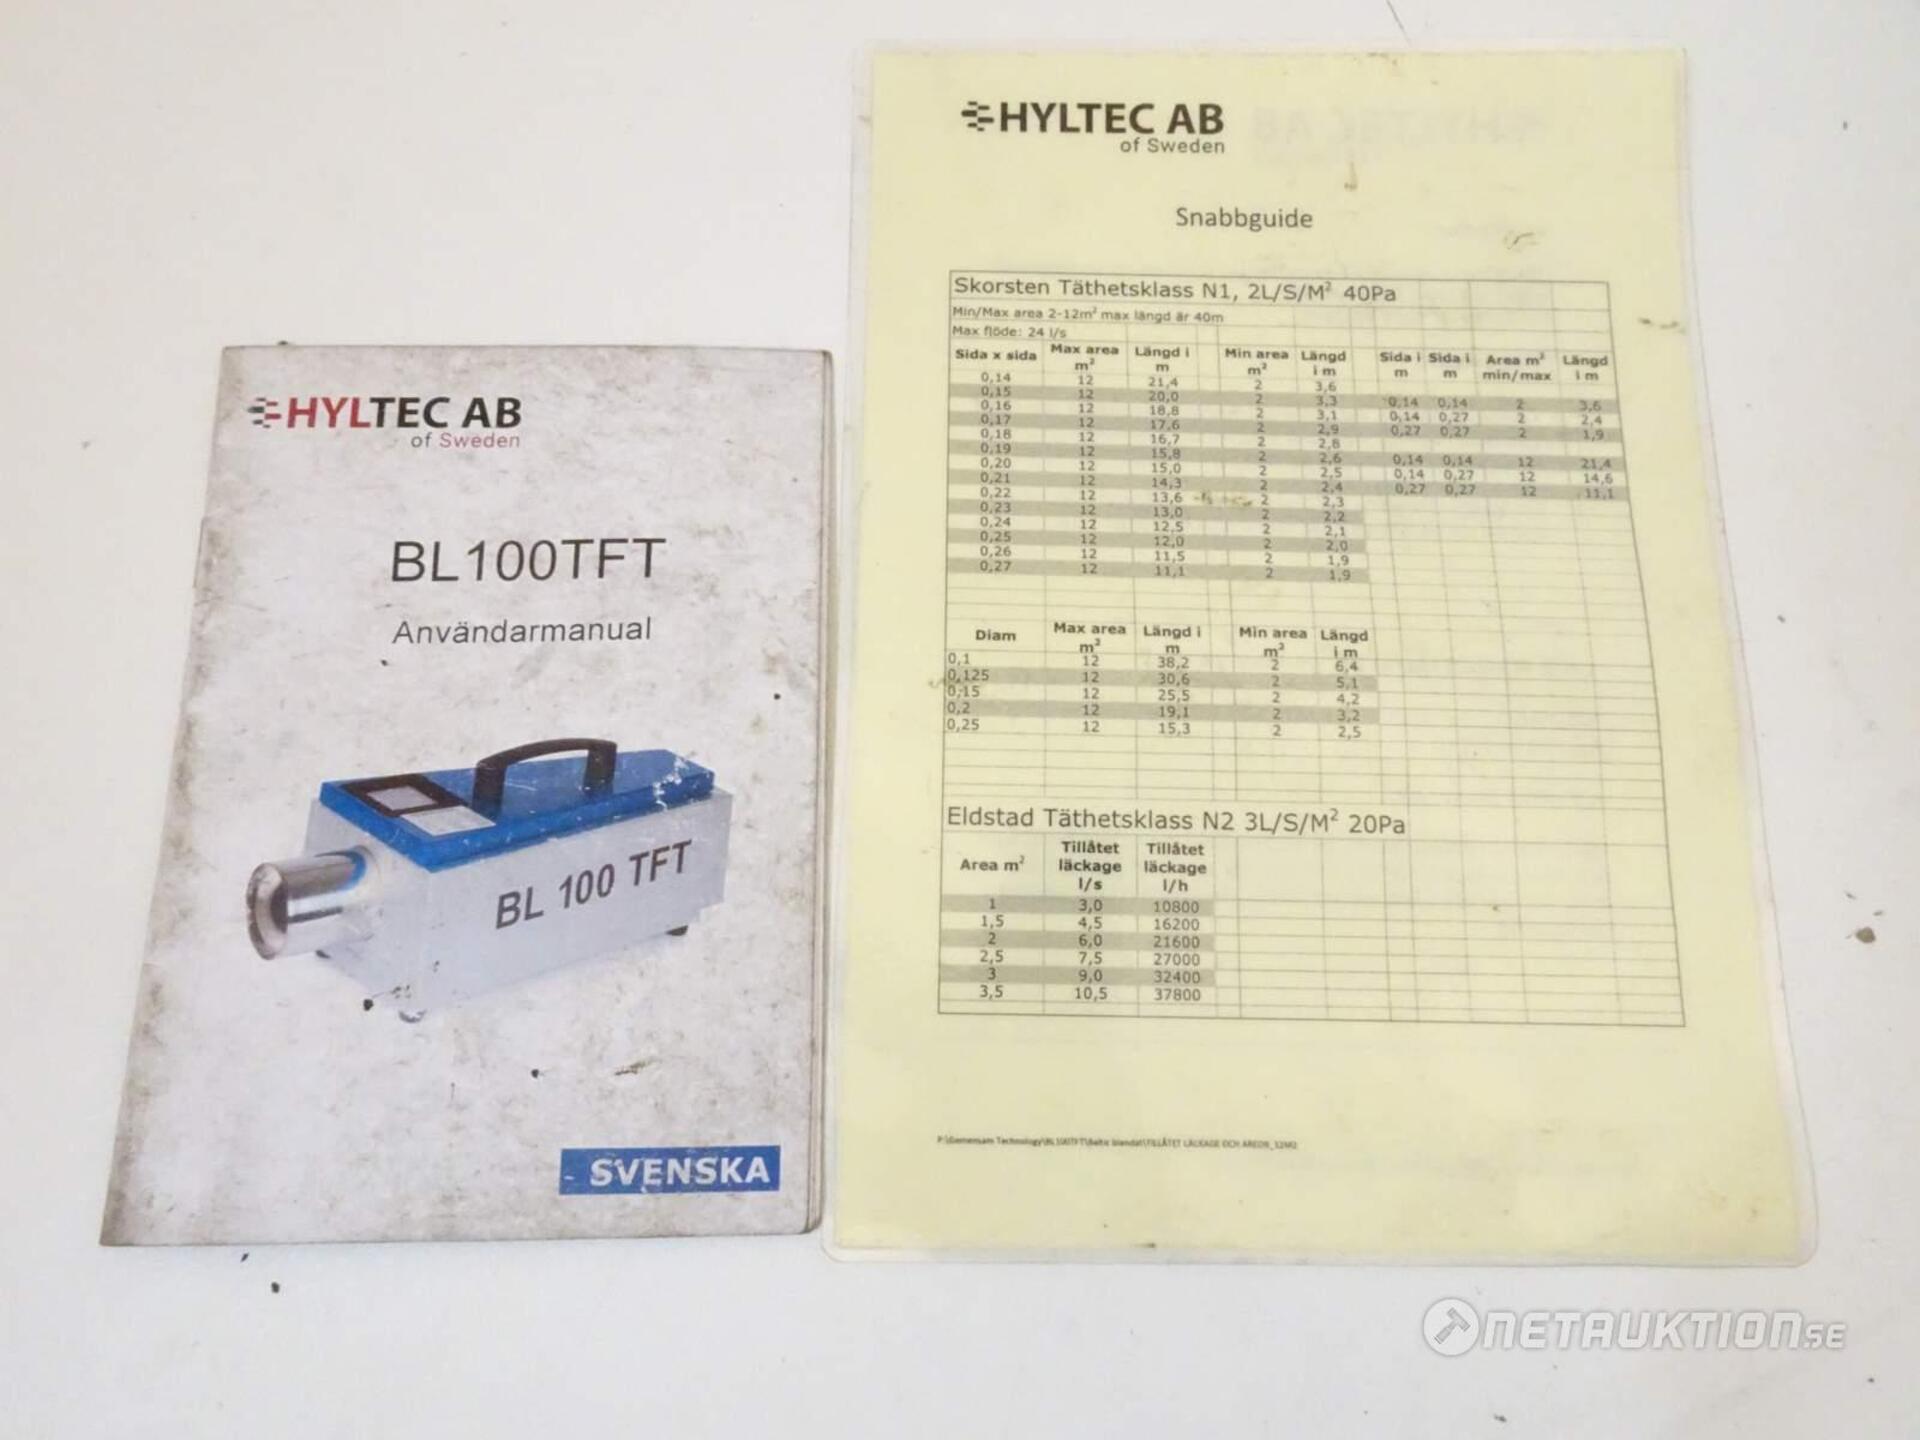 HYLTEC AB
of Sweden
BL100TFT
Användarmanual
BL 100 TFT
SVENSKA
HYLTEC AB
of Sweden
Snabbguide
Skorsten Täthetsklass N1, 2L/S/M² 40Pa
Min/Max area 2-12m² max längd är 40m
Max flöde: 24 l/s
Sida x sida Max area m² Längd i m Min area m² Längd i m Sida i m Sida i m Area m² min/max Längd i m
0,14 12 21,4 2 3,6
0,15 12 20,0 2 3,3 0,14 0,14 2 3,6
0,16 12 18,8 2 3,1 0,14 0,27 2 2,4
0,17 12 17,6 2 2,9 0,27 0,27 2 1,9
0,18 12 16,7 2 2,8
0,19 12 15,8 2 2,6 0,14 0,14 12 21,4
0,20 12 15,0 2 2,5 0,14 0,27 12 14,6
0,21 12 14,3 2 2,4 0,27 0,27 12 11,1
0,22 12 13,6 2 2,3
0,23 12 13,0 2 2,2
0,24 12 12,5 2 2,1
0,25 12 12,0 2 2,0
0,26 12 11,5 2 1,9
0,27 12 11,1 2 1,9
Diam Max area m² Längd i m Min area m² Längd i m
0,1 12 38,2 2 6,4
0,125 12 30,6 2 5,1
0,15 12 25,5 2 4,2
0,2 12 19,1 2 3,2
0,25 12 15,3 2 2,5
Eldstad Täthetsklass N2 3L/S/M² 20Pa
Area m² Tillåtet läckage l/s Tillåtet läckage l/h
1 3,0 10800
1,5 4,5 16200
2 6,0 21600
2,5 7,5 27000
3 9,0 32400
3,5 10,5 37800
P:\Gemensam Technology\BL100TFT\Baltic blandat\TILLÅTET LÄCKAGE OCH
NETAUKTION.SE